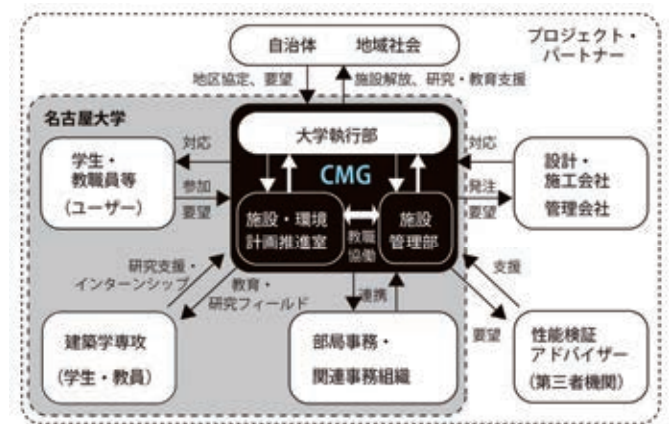 プロジェクト・
パートナー
自治体　地域社会
地区協定、要望
施設解放、研究・教育支援
名古屋大学
大学執行部
CMG
施設・環境
計画推進室
教職
協働
施設
管理部
学生・
教職員等
(ユーザー)
対応
参加
要望
対応
発注
要望
設計・
施工会社
管理会社
研究支援・
インターンシップ
教育・
研究フィールド
連携
支援
要望
建築学専攻
(学生・教員)
部局事務・
関連事務組織
性能検証
アドバイザー
(第三者機関)